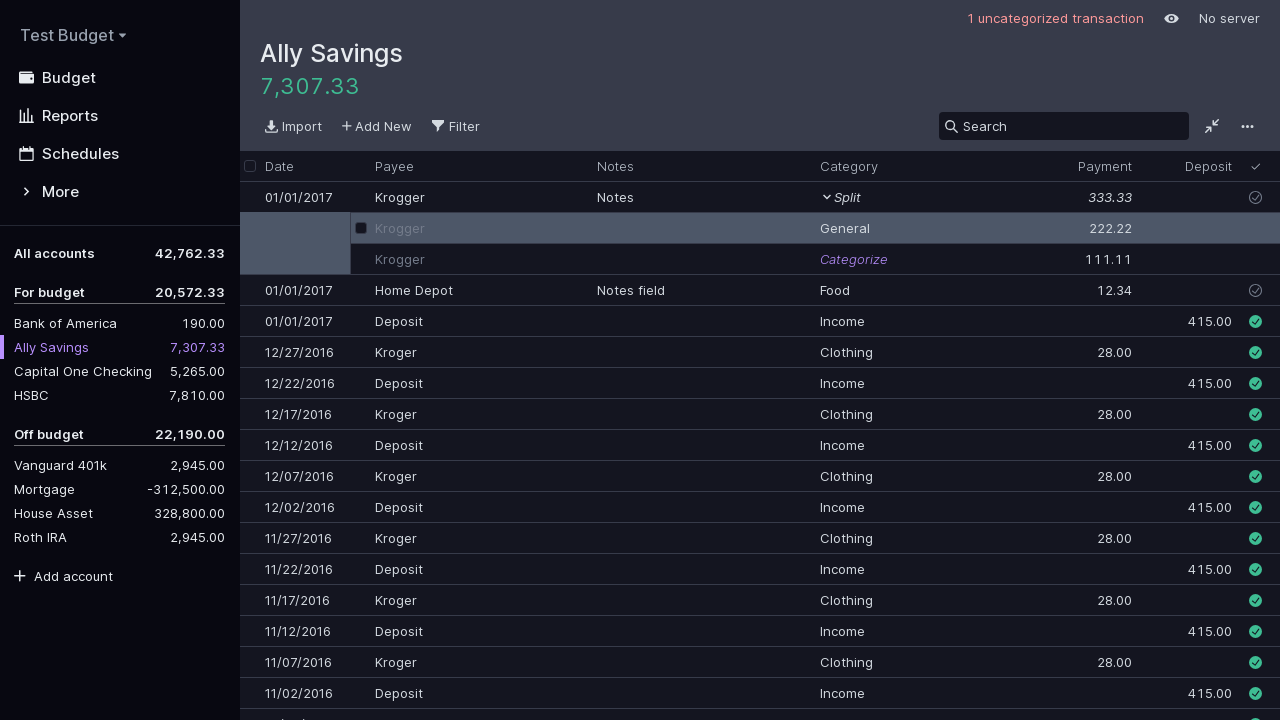 Test Budget
Budget
Reports
Schedules
More
All accounts 42,762.33
For budget 20,572.33
Bank of America 190.00
Ally Savings 7,307.33
Capital One Checking 5,265.00
HSBC 7,810.00
Off budget 22,190.00
Vanguard 401k 2,945.00
Mortgage -312,500.00
House Asset 328,800.00
Roth IRA 2,945.00
Add account
1 uncategorized transaction No server
Ally Savings
7,307.33
Import Add New Filter Search
Date Payee Notes Category Payment Deposit
01/01/2017 Krogger Notes Split 333.33
Krogger General 222.22
Krogger Categorize 111.11
01/01/2017 Home Depot Notes field Food 12.34
01/01/2017 Deposit Income 415.00
12/27/2016 Kroger Clothing 28.00
12/22/2016 Deposit Income 415.00
12/17/2016 Kroger Clothing 28.00
12/12/2016 Deposit Income 415.00
12/07/2016 Kroger Clothing 28.00
12/02/2016 Deposit Income 415.00
11/27/2016 Kroger Clothing 28.00
11/22/2016 Deposit Income 415.00
11/17/2016 Kroger Clothing 28.00
11/12/2016 Deposit Income 415.00
11/07/2016 Kroger Clothing 28.00
11/02/2016 Deposit Income 415.00